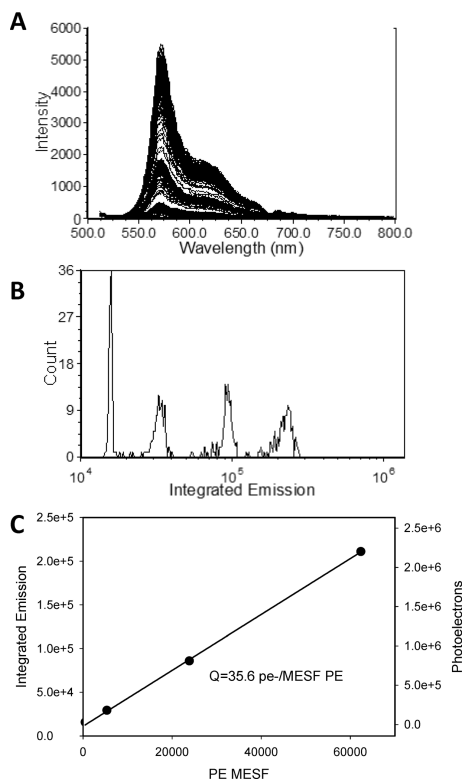 A
6000
5000
4000
3000
2000
1000
0
Intensity
500.0 550.0 600.0 650.0 700.0 750.0 800.0
Wavelength (nm)
B
36
27
18
9
0
Count
10^4 10^5 10^6
Integrated Emission
C
2.5e+5
1.5e+5
1.0e+5
5.0e+4
0.0
Integrated Emission
2.5e+6
2.0e+6
1.5e+6
1.0e+6
5.0e+5
0.0
Photoelectrons
Q=35.6 pe-/MESF PE
0 20000 40000 60000
PE MESF